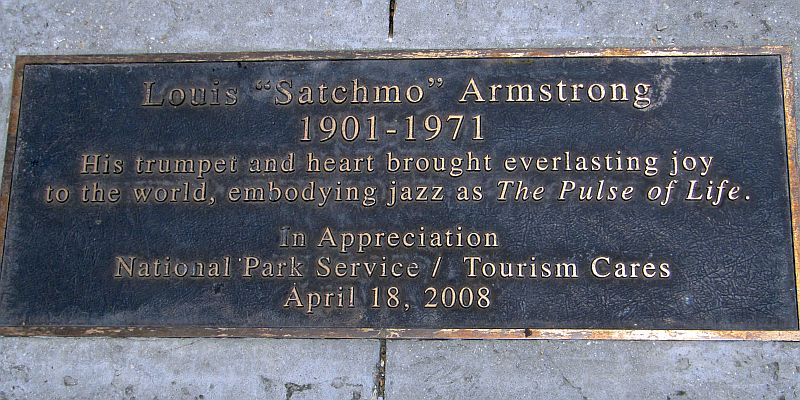 Louis “Satchmo” Armstrong
1901-1971
His trumpet and heart brought everlasting joy
to the world, embodying jazz as The Pulse of Life.
In Appreciation
National Park Service / Tourism Cares
April 18, 2008